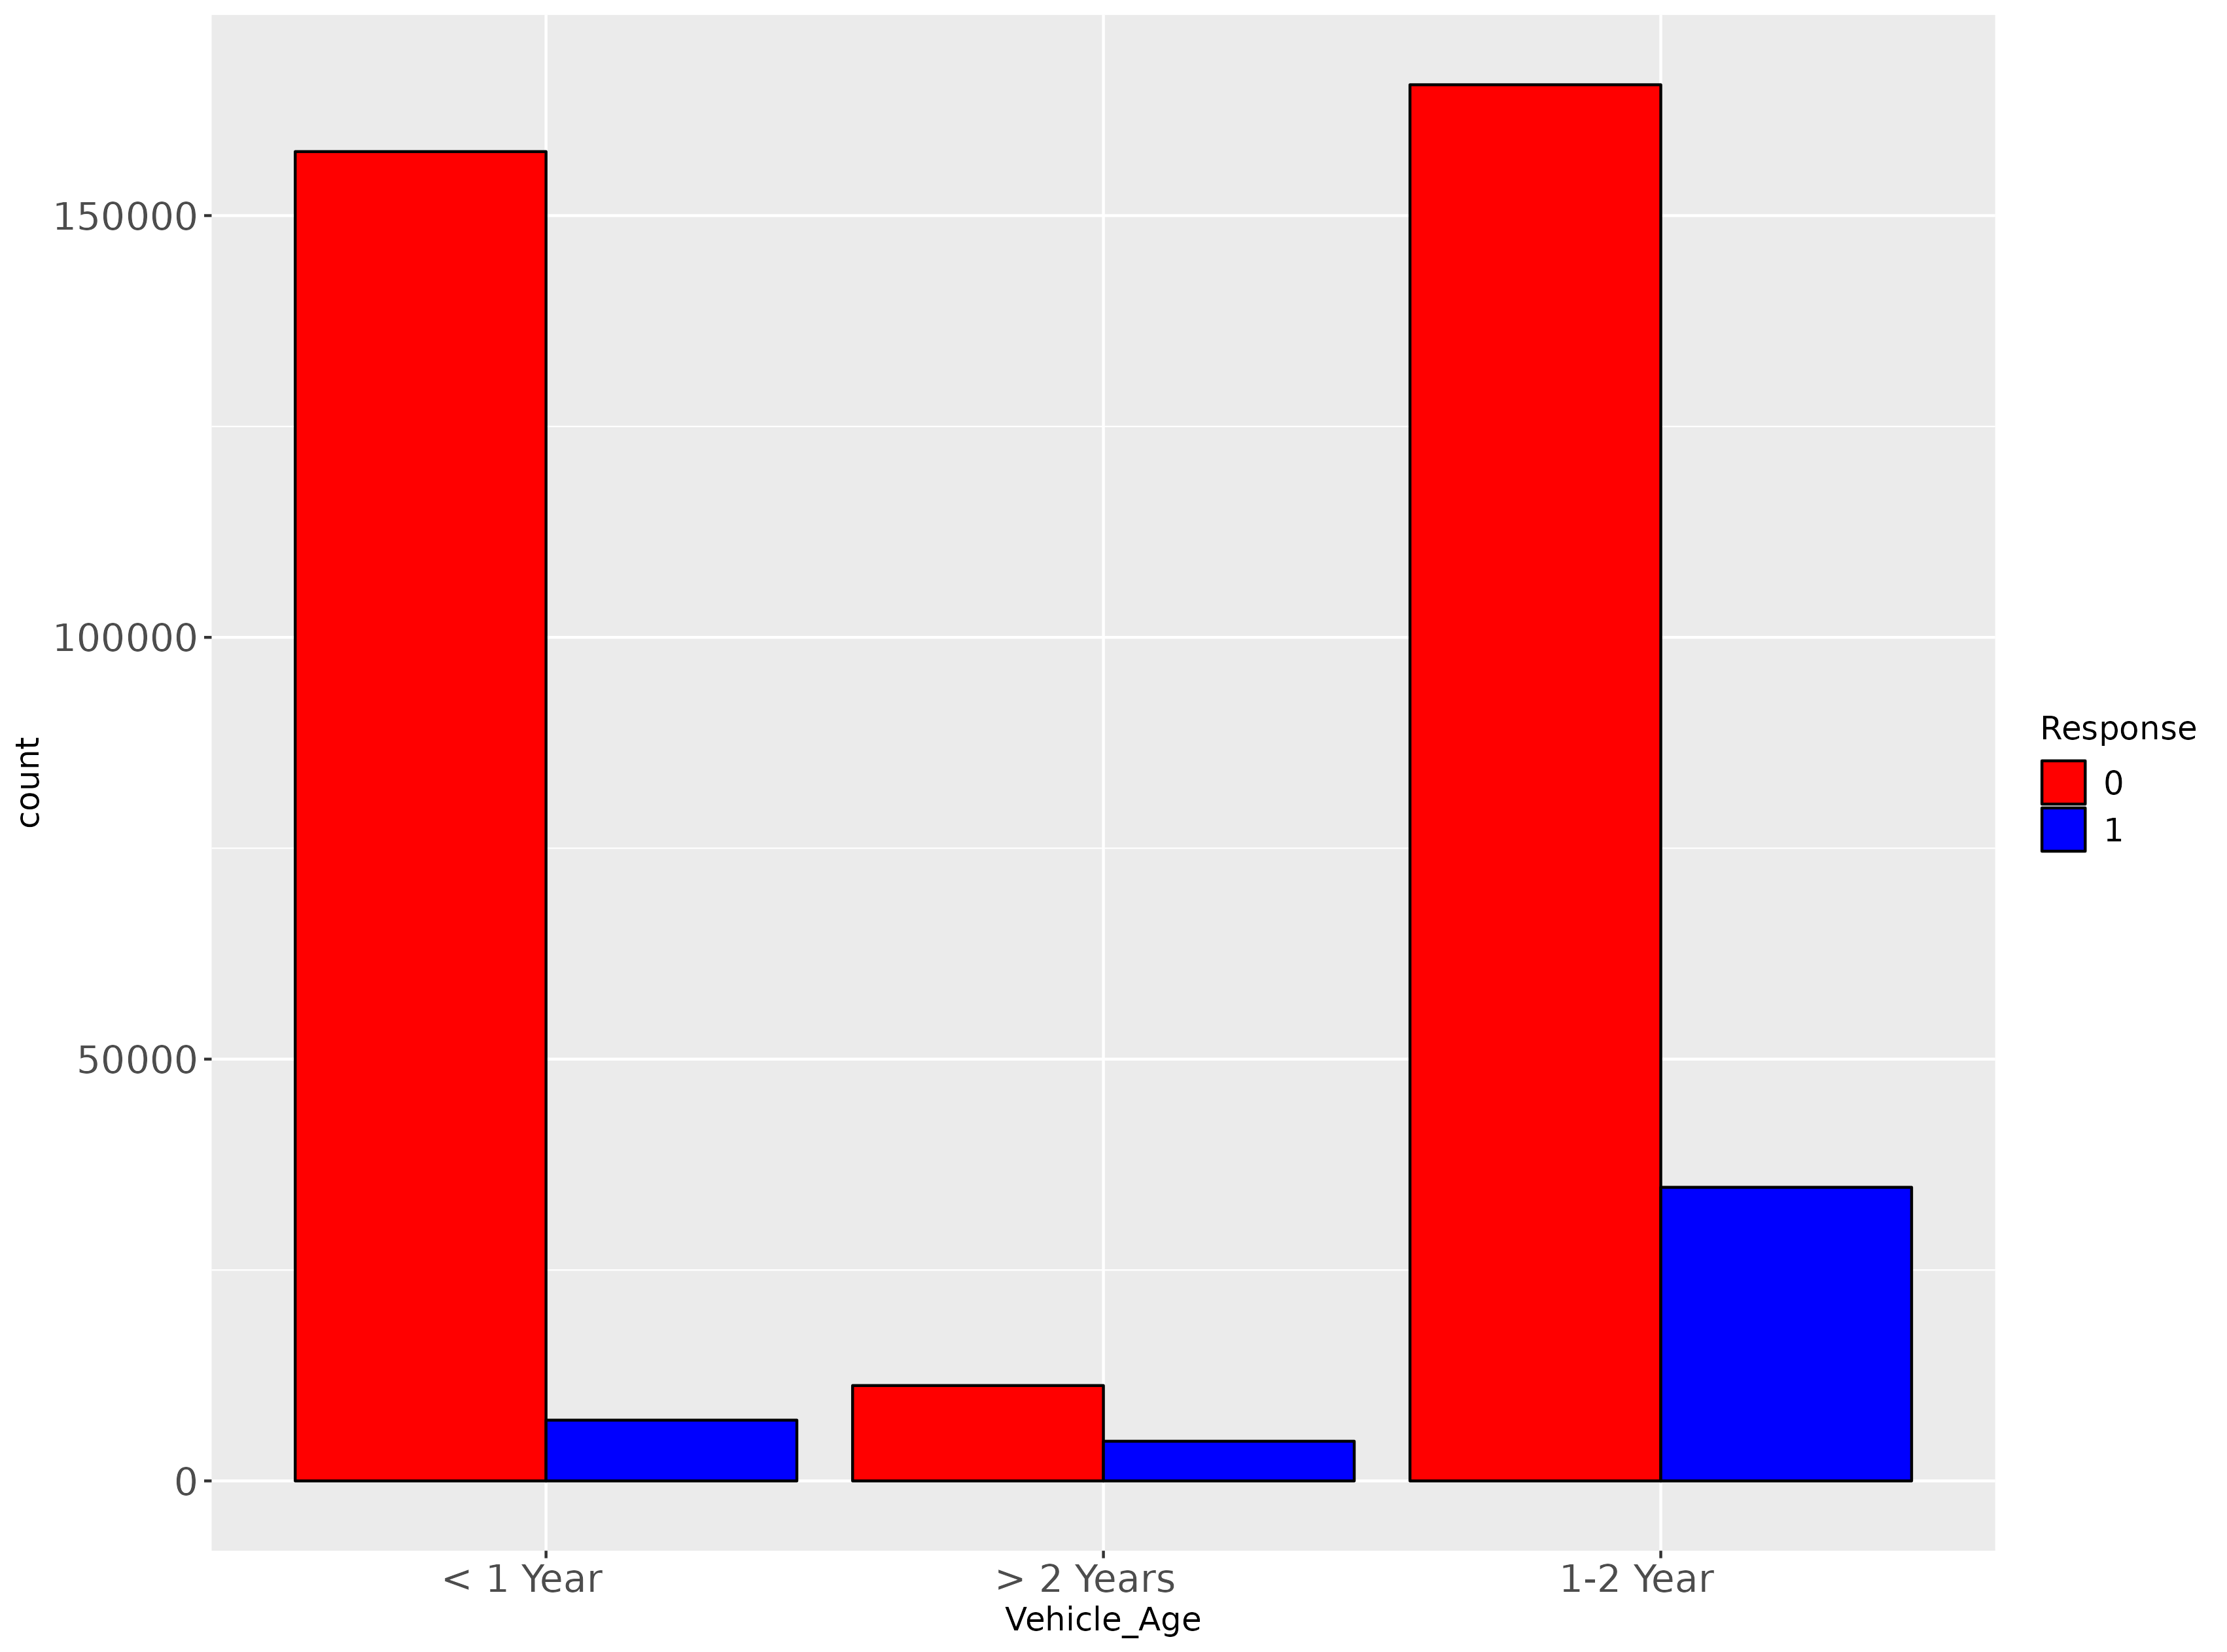 150000
100000
50000
0
count
< 1 Year
> 2 Years
1-2 Year
Vehicle_Age
Response
0
1